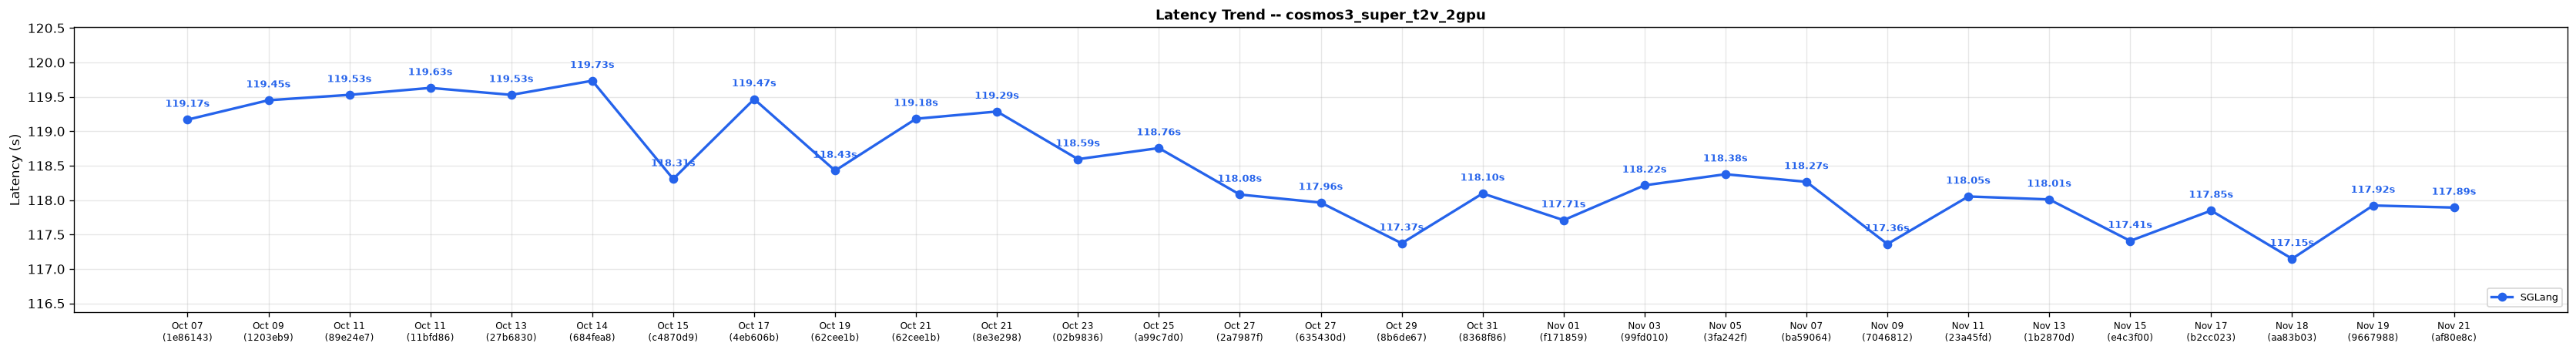 Latency Trend -- cosmos3_super_t2v_2gpu
Latency (s)
120.5
120.0
119.5
119.0
118.5
118.0
117.5
117.0
116.5
119.17s
119.45s
119.53s
119.63s
119.53s
119.73s
118.31s
119.47s
118.43s
119.18s
119.29s
118.59s
118.76s
118.08s
117.96s
117.37s
118.10s
117.71s
118.22s
118.38s
118.27s
117.36s
118.05s
118.01s
117.41s
117.85s
117.15s
117.92s
117.89s
SGLang
Oct 07
(1e86143)
Oct 09
(1203eb9)
Oct 11
(89e24e7)
Oct 11
(11bfd86)
Oct 13
(27b6830)
Oct 14
(684fea8)
Oct 15
(c4870d9)
Oct 17
(4eb606b)
Oct 19
(62cee1b)
Oct 21
(62cee1b)
Oct 21
(8e3e298)
Oct 23
(02b9836)
Oct 25
(a99c7d0)
Oct 27
(2a7987f)
Oct 27
(635430d)
Oct 29
(8b6de67)
Oct 31
(8368f86)
Nov 01
(f171859)
Nov 03
(99fd010)
Nov 05
(3fa242f)
Nov 07
(ba59064)
Nov 09
(7046812)
Nov 11
(23a45fd)
Nov 13
(1b2870d)
Nov 15
(e4c3f00)
Nov 17
(b2cc023)
Nov 18
(aa83b03)
Nov 19
(9667988)
Nov 21
(af80e8c)